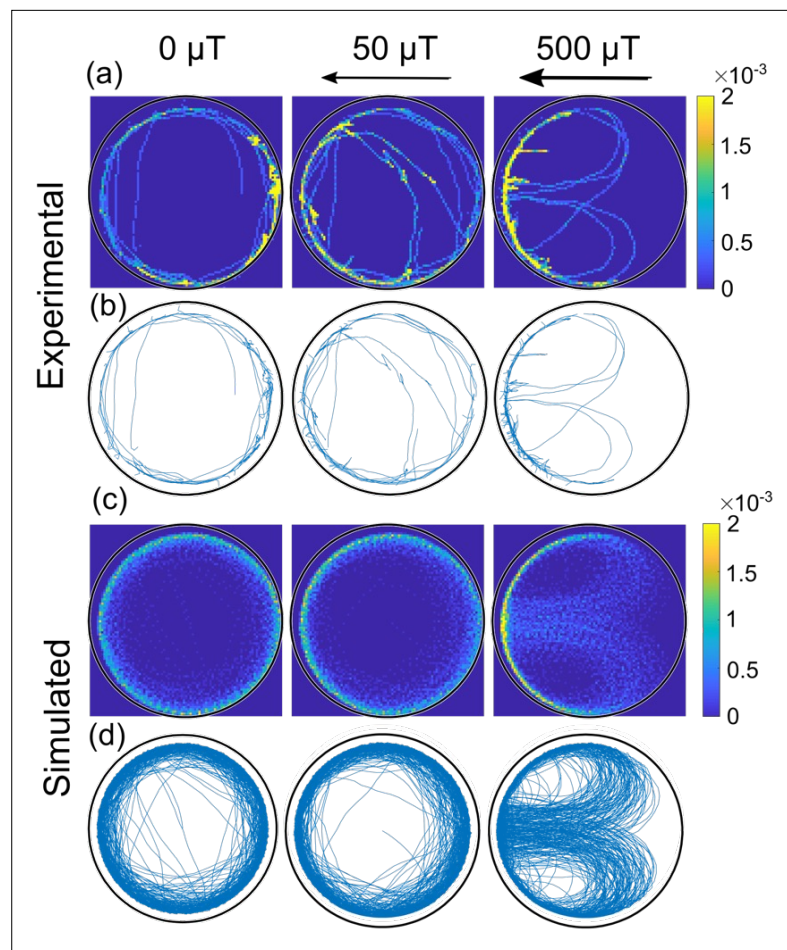 0 μT 50 μT 500 μT
(a)
×10⁻³
2
1.5
1
0.5
0
Experimental
(b)
(c)
×10⁻³
2
1.5
1
0.5
0
Simulated
(d)